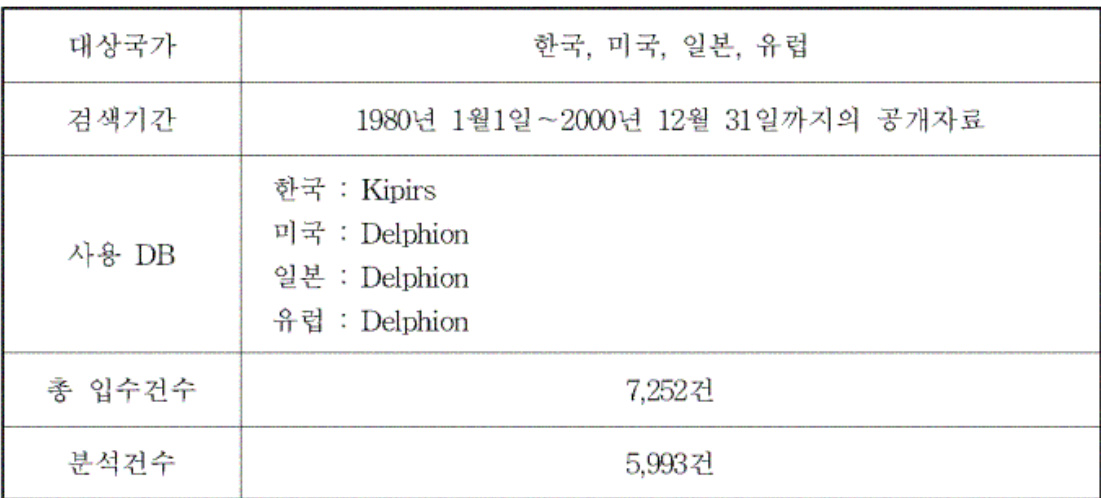 대상국가 한국, 미국, 일본, 유럽
검색기간 1980년 1월1일~2000년 12월 31일까지의 공개자료
사용 DB
한국 : Kipirs
미국 : Delphion
일본 : Delphion
유럽 : Delphion
총 입수건수 7,252건
분석건수 5,993건